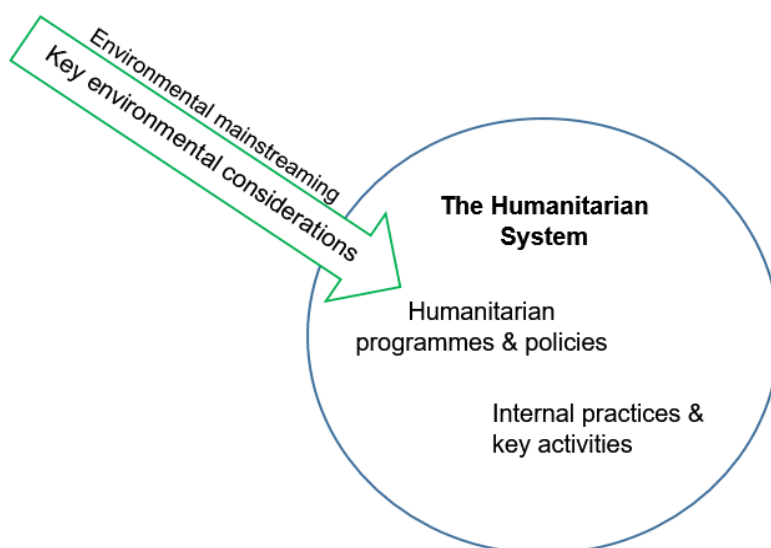 Environmental mainstreaming
Key environmental considerations
The Humanitarian
System
Humanitarian
programmes & policies
Internal practices &
key activities